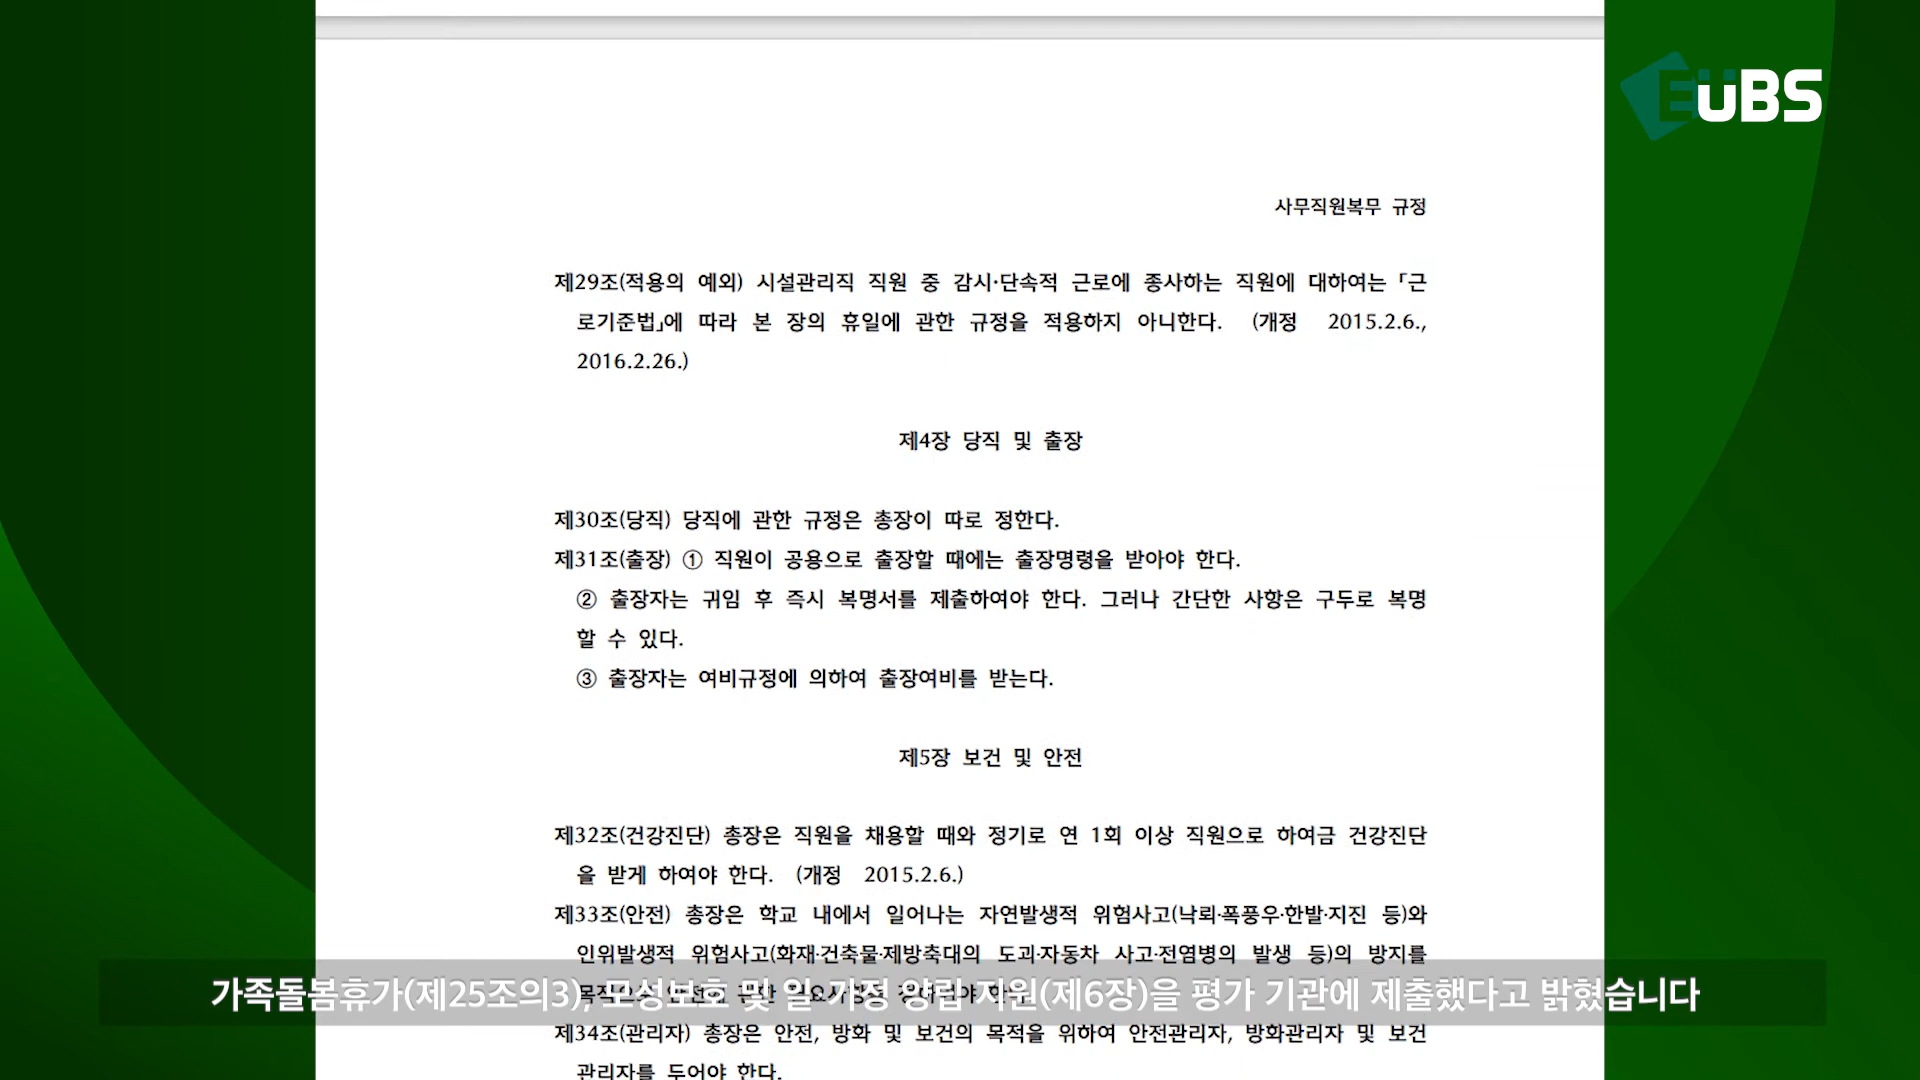 EUBS
사무직원복무 규정
제29조(적용의 예외) 시설관리직 직원 중 감시·단속적 근로에 종사하는 직원에 대하여는 「근
로기준법」에 따라 본 장의 휴일에 관한 규정을 적용하지 아니한다. (개정 2015.2.6.,
2016.2.26.)
제4장 당직 및 출장
제30조(당직) 당직에 관한 규정은 총장이 따로 정한다.
제31조(출장) ① 직원이 공용으로 출장할 때에는 출장명령을 받아야 한다.
② 출장자는 귀임 후 즉시 복명서를 제출하여야 한다. 그러나 간단한 사항은 구두로 복명
할 수 있다.
③ 출장자는 여비규정에 의하여 출장여비를 받는다.
제5장 보건 및 안전
제32조(건강진단) 총장은 직원을 채용할 때와 정기로 연 1회 이상 직원으로 하여금 건강진단
을 받게 하여야 한다. (개정 2015.2.6.)
제33조(안전) 총장은 학교 내에서 일어나는 자연발생적 위험사고(낙뢰·폭풍우·한발·지진 등)와
인위발생적 위험사고(화재·건축물·제방축대의 도괴·자동차 사고·전염병의 발생 등)의 방지를
가족돌봄휴가(제25조의3), 모성보호 및 일·가정 양립 지원(제6장)을 평가 기관에 제출했다고 밝혔습니다
제34조(관리자) 총장은 안전, 방화 및 보건의 목적을 위하여 안전관리자, 방화관리자 및 보건
관리자를 두어야 한다.